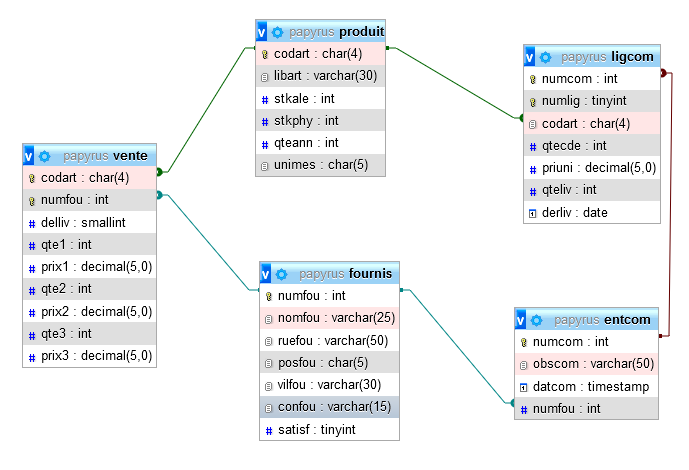 v papyrus produit
codart : char(4)
libart : varchar(30)
stkale : int
stkphy : int
qteann : int
unimes : char(5)
v papyrus ligcom
numcom : int
numlig : tinyint
codart : char(4)
qtecde : int
priuni : decimal(5,0)
qteliv : int
derliv : date
v papyrus vente
codart : char(4)
numfou : int
delliv : smallint
qte1 : int
prix1 : decimal(5,0)
qte2 : int
prix2 : decimal(5,0)
qte3 : int
prix3 : decimal(5,0)
v papyrus fournis
numfou : int
nomfou : varchar(25)
ruefou : varchar(50)
posfou : char(5)
vilfou : varchar(30)
confou : varchar(15)
satisf : tinyint
v papyrus entcom
numcom : int
obscom : varchar(50)
datcom : timestamp
numfou : int